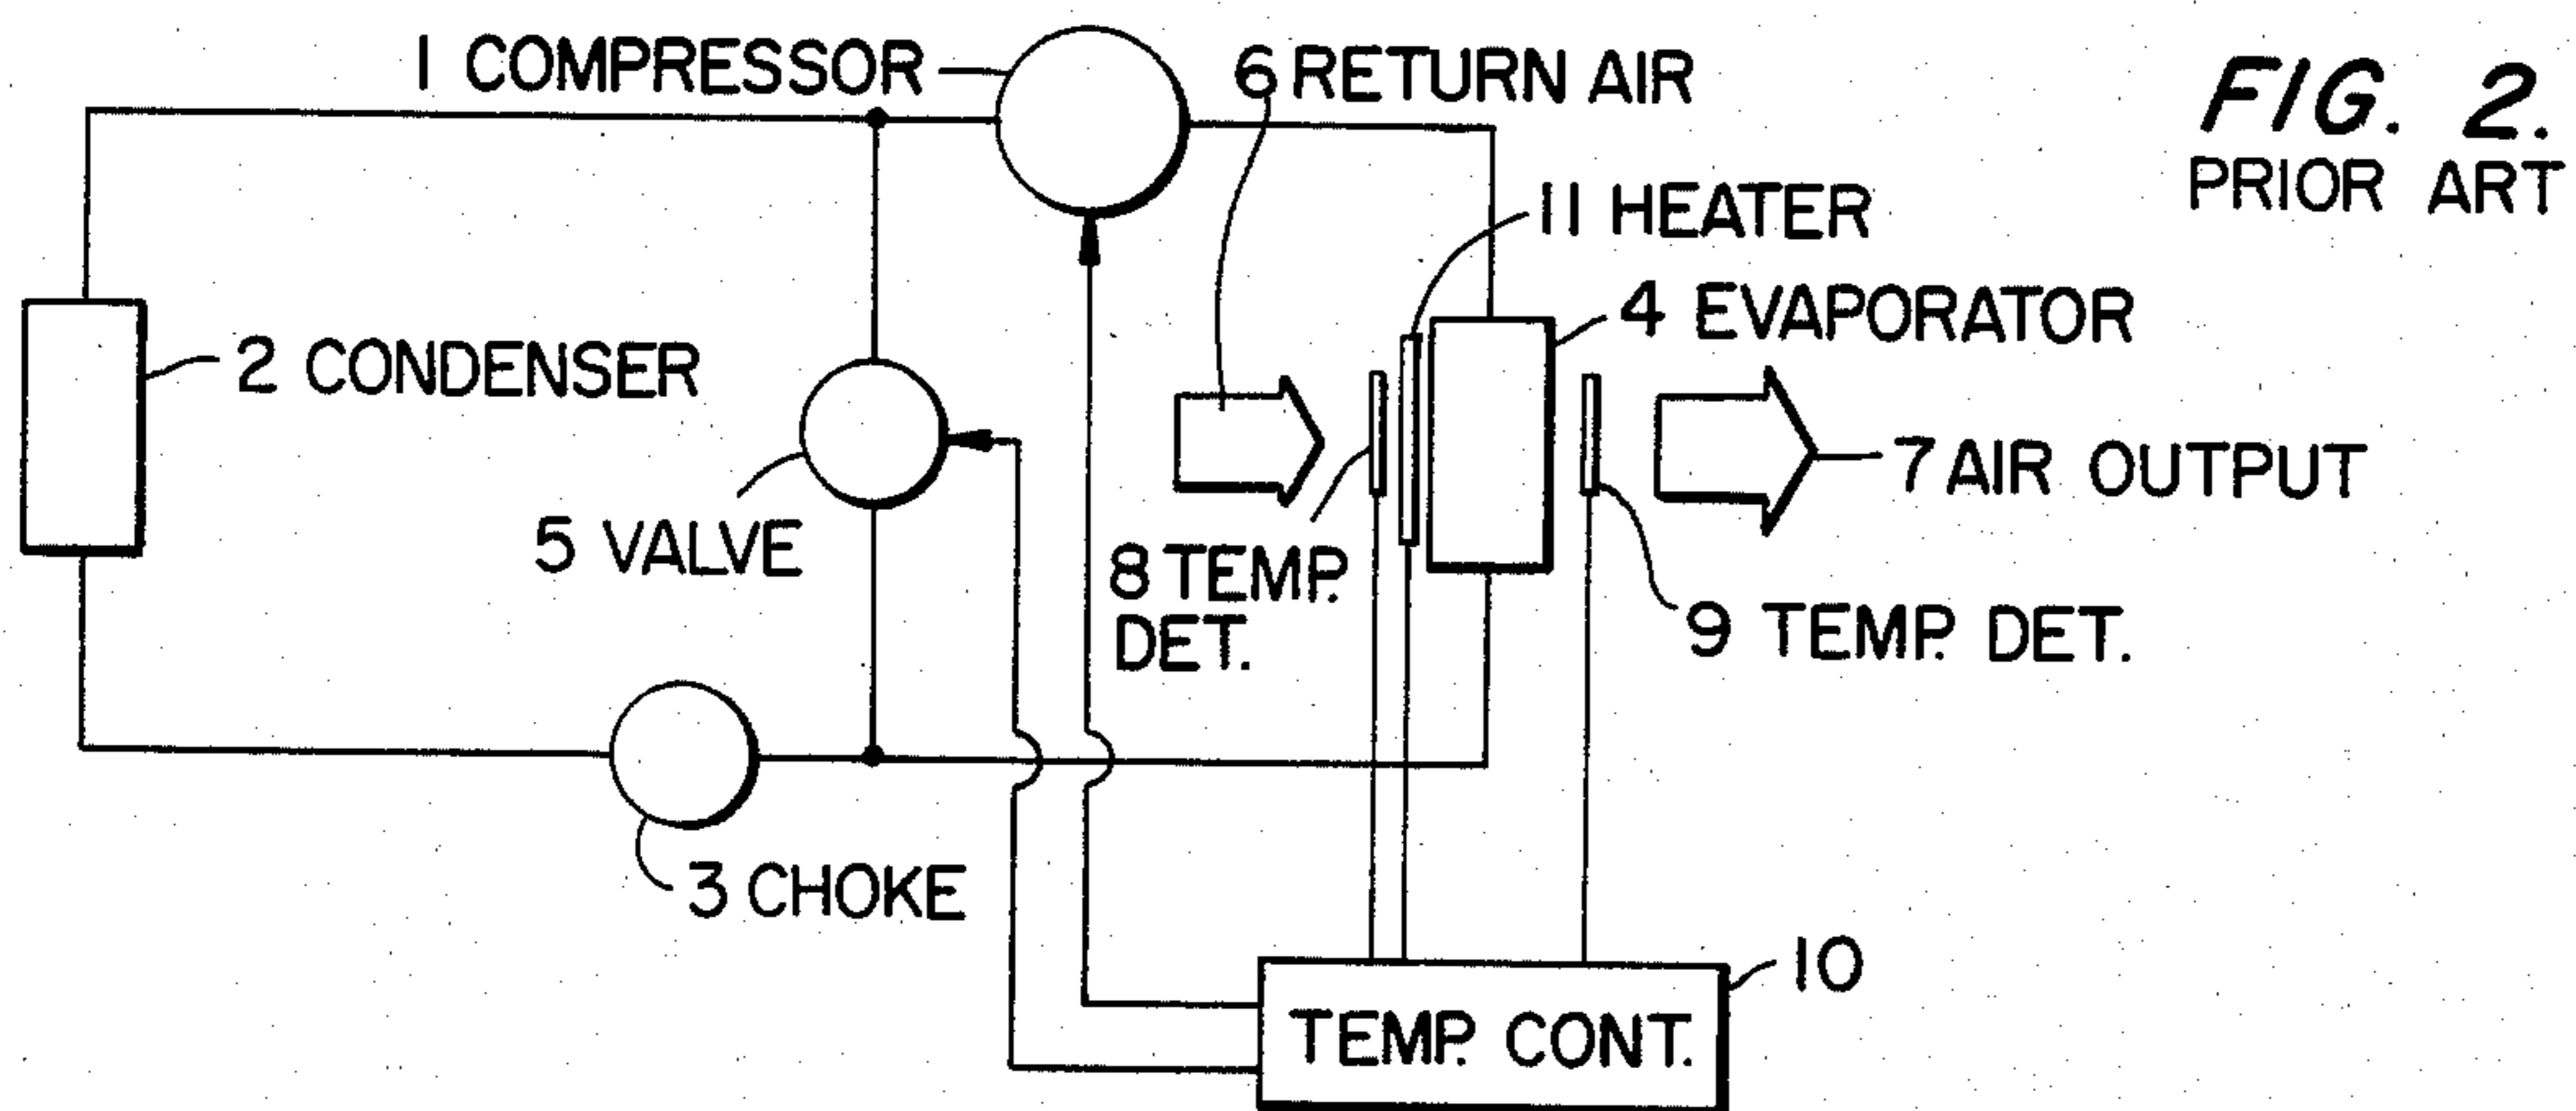 FIG. 2.
PRIOR ART
1 COMPRESSOR
6 RETURN AIR
11 HEATER
2 CONDENSER
4 EVAPORATOR
5 VALVE
7 AIR OUTPUT
8 TEMP.
DET.
9 TEMP. DET.
3 CHOKE
10
TEMP. CONT.